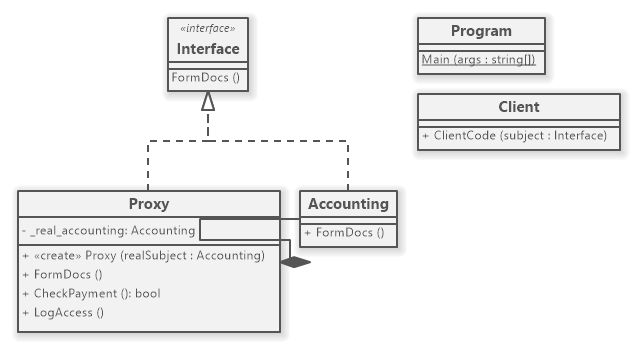 «interface»
Interface
FormDocs ()
Program
Main (args : string[])
Client
+ ClientCode (subject : Interface)
Proxy
- _real_accounting: Accounting
+ «create» Proxy (realSubject : Accounting)
+ FormDocs ()
+ CheckPayment (): bool
+ LogAccess ()
Accounting
+ FormDocs ()